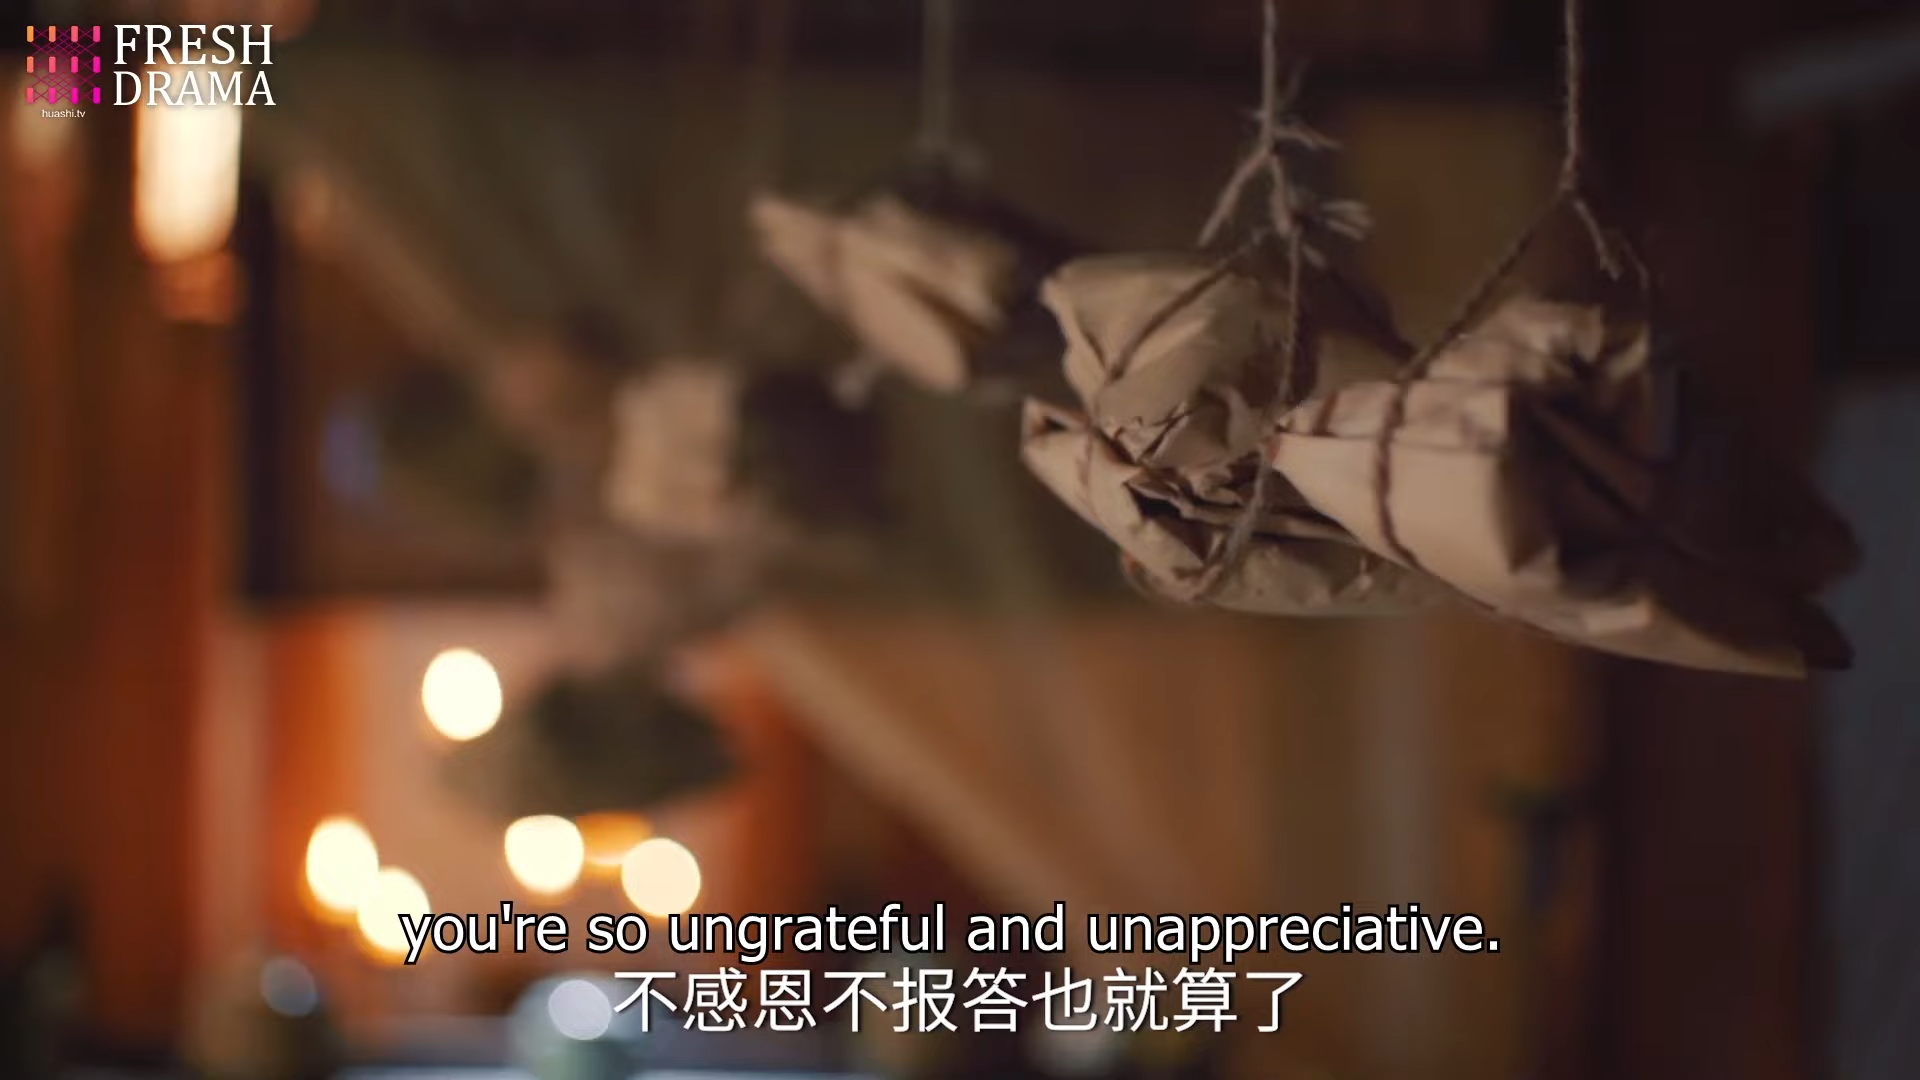 FRESH
DRAMA
huashi.tv
you're so ungrateful and unappreciative.
不感恩不报答也就算了